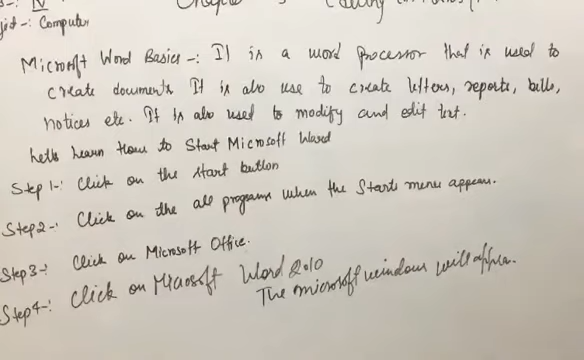 IV
Chapter
Computer
Microsoft Word Basics -: It is a word processor that is used to
create documents It is also use to create letters, reports, bills,
notices etc. It is also used to modify and edit text.
Let's learn How to Start Microsoft Word
Step 1-: Click on the start button
Step 2-: Click on the all programs when the Start menu appears.
Step 3-: Click on Microsoft Office.
Step 4-: Click on Microsoft Word 2010
The microsoft window will appear.